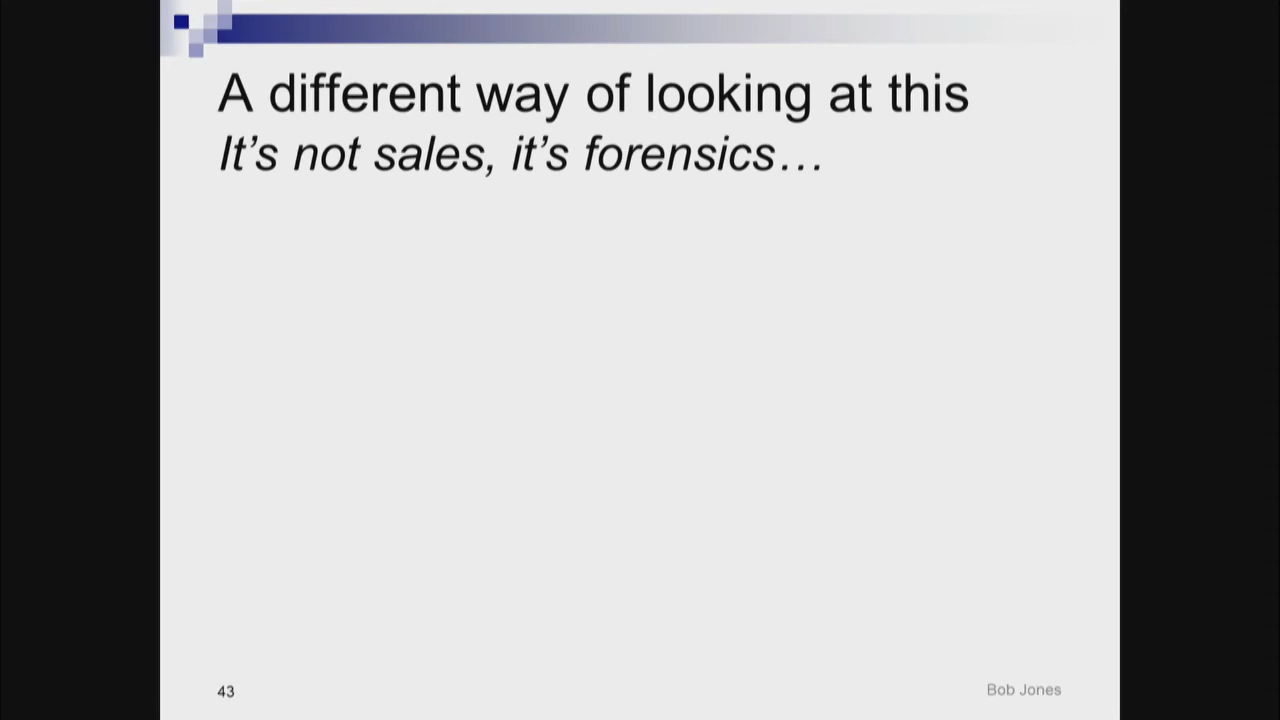 A different way of looking at this
It’s not sales, it’s forensics…
43
Bob Jones